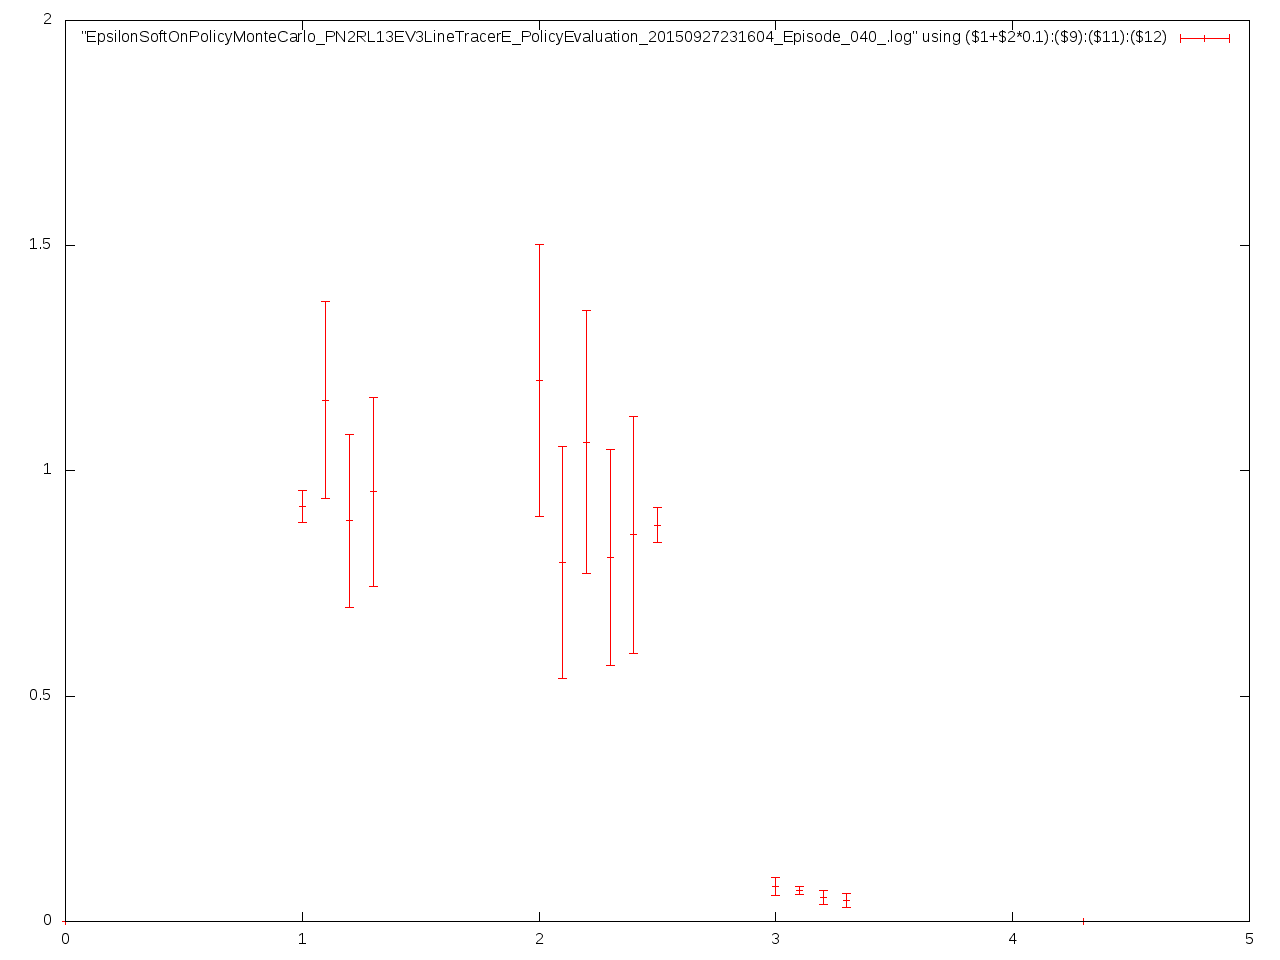 2
"EpsilonSoftOnPolicyMonteCarlo_PN2RL13EV3LineTracerE_PolicyEvaluation_20150927231604_Episode_040_.log" using ($1+$2*0.1):($9):($11):($12)
1.5
1
0.5
0
0 1 2 3 4 5